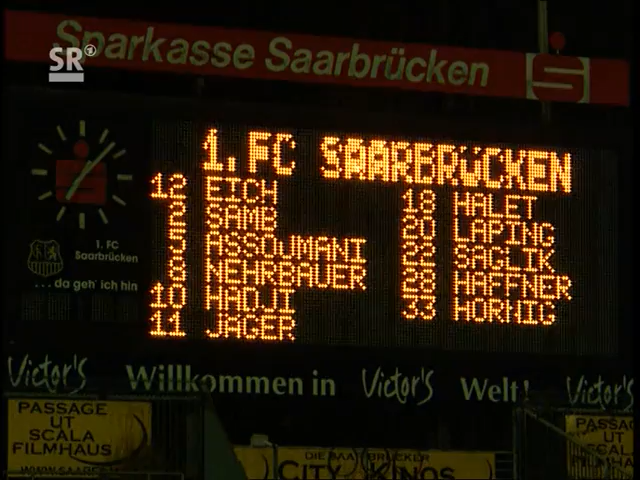 SR
Sparkasse Saarbrücken
1. FC SAARBRÜCKEN
12 EICH
2 SAMB
5 ASSOUMANI
8 NEHRBAUER
10 HADJI
11 JÄGER
18 HALET
20 LAPING
22 SAGLIK
28 HAFFNER
33 HORNIG
1. FC
Saarbrücken
...da geh' ich hin
Victor's Willkommen in Victor's Welt! Victor's
PASSAGE
UT
SCALA
FILMHAUS
DIE SAARBRÜCKER
CITY KINOS
PASSAGE
UT